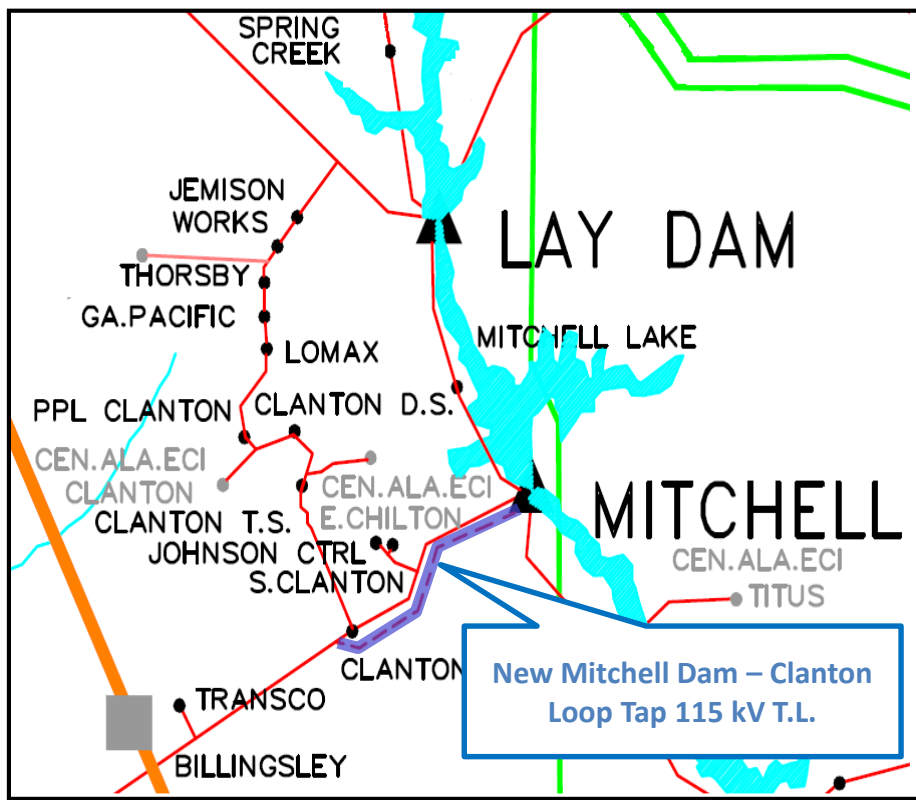 SPRING
CREEK
JEMISON
WORKS
LAY DAM
THORSBY
GA.PACIFIC
MITCHELL LAKE
LOMAX
PPL CLANTON
CLANTON D.S.
CEN.ALA.ECI
CLANTON
CEN.ALA.ECI
E.CHILTON
CLANTON T.S.
MITCHELL
JOHNSON CTRL
S.CLANTON
CEN.ALA.ECI
TITUS
CLANTON
New Mitchell Dam – Clanton
Loop Tap 115 kV T.L.
TRANSCO
BILLINGSLEY